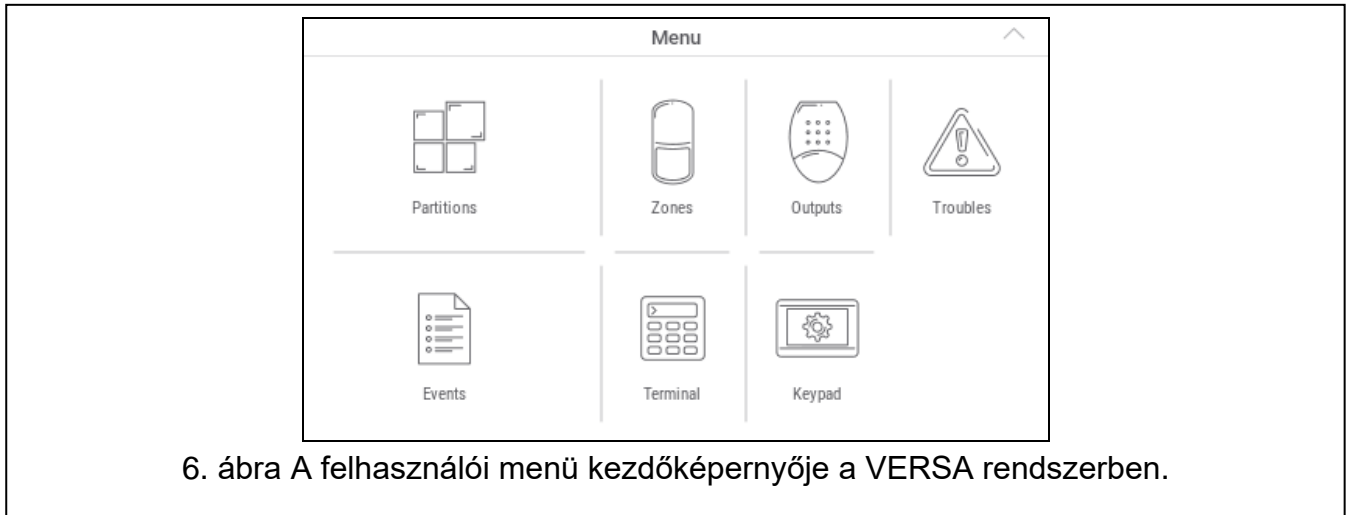 Menu
Partitions
Zones
Outputs
Troubles
Events
Terminal
Keypad
6. ábra A felhasználói menü kezdőképernyője a VERSA rendszerben.